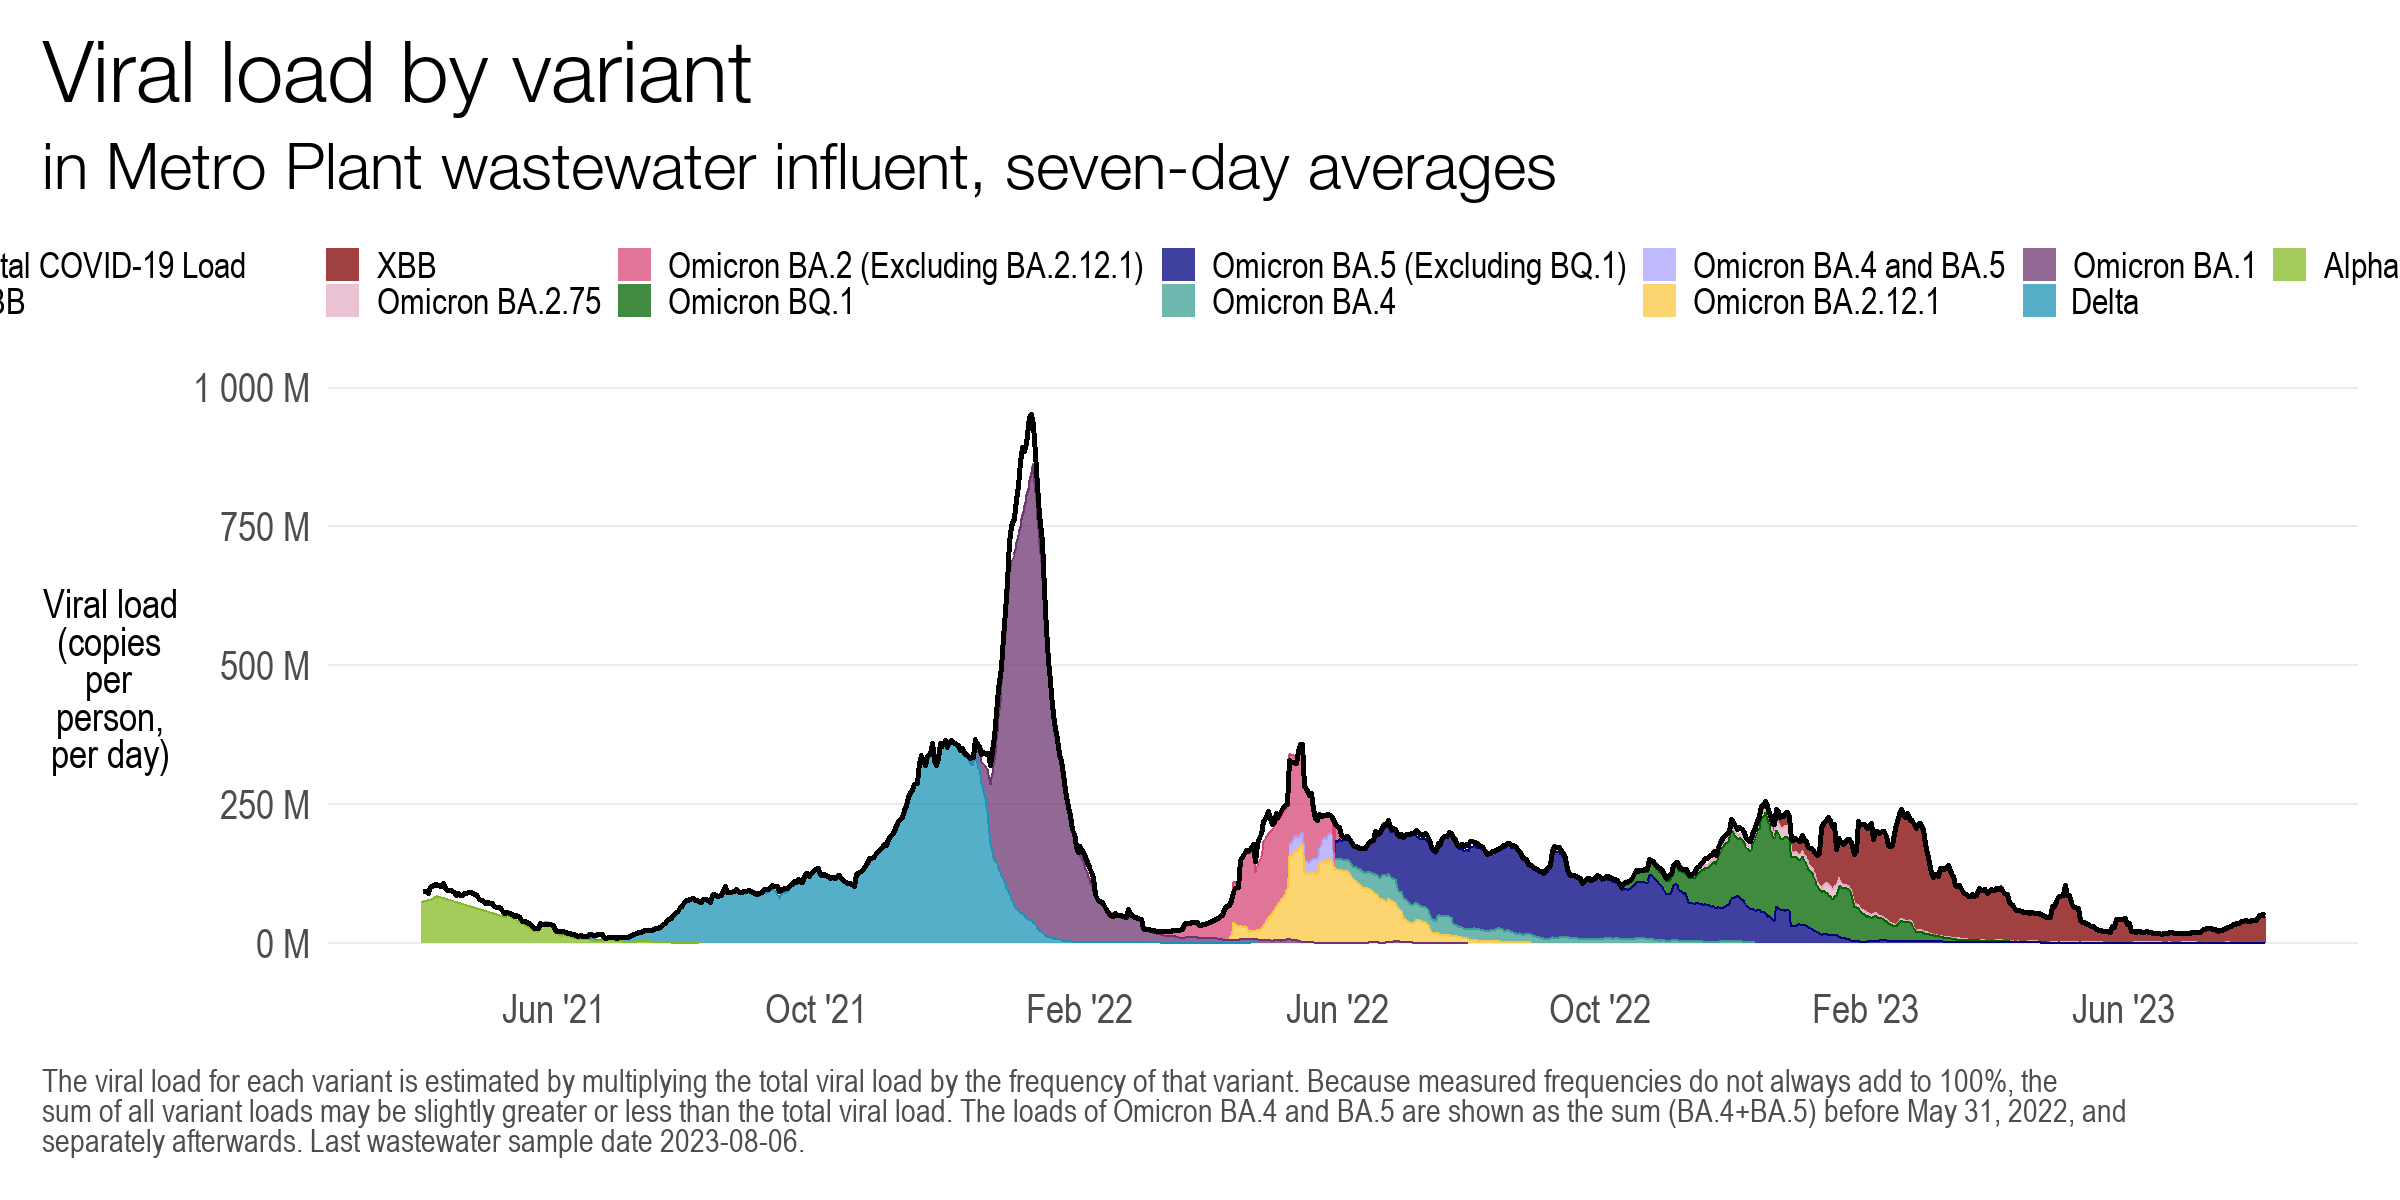 Viral load by variant
in Metro Plant wastewater influent, seven-day averages
tal COVID-19 Load XBB Omicron BA.2 (Excluding BA.2.12.1) Omicron BA.5 (Excluding BQ.1) Omicron BA.4 and BA.5 Omicron BA.1 Alpha
BB Omicron BA.2.75 Omicron BQ.1 Omicron BA.4 Omicron BA.2.12.1 Delta
1 000 M
750 M
500 M
250 M
0 M
Viral load
(copies
per
person,
per day)
Jun '21 Oct '21 Feb '22 Jun '22 Oct '22 Feb '23 Jun '23
The viral load for each variant is estimated by multiplying the total viral load by the frequency of that variant. Because measured frequencies do not always add to 100%, the
sum of all variant loads may be slightly greater or less than the total viral load. The loads of Omicron BA.4 and BA.5 are shown as the sum (BA.4+BA.5) before May 31, 2022, and
separately afterwards. Last wastewater sample date 2023-08-06.